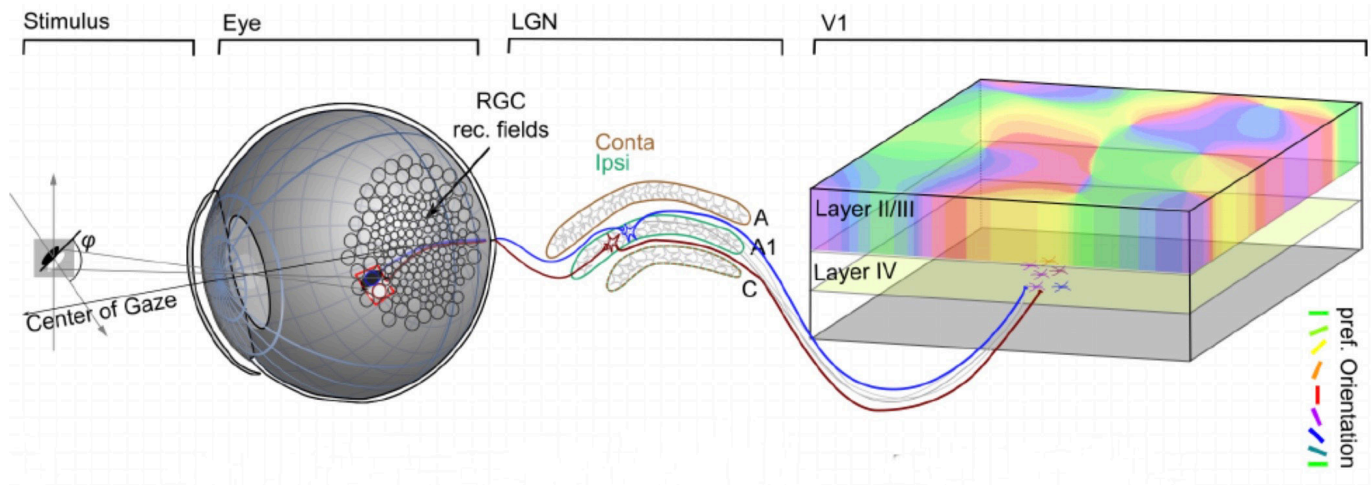 Stimulus
Eye
LGN
V1
RGC
rec. fields
Conta
Ipsi
φ
Center of Gaze
A
A1
C
Layer II/III
Layer IV
pref. Orientation